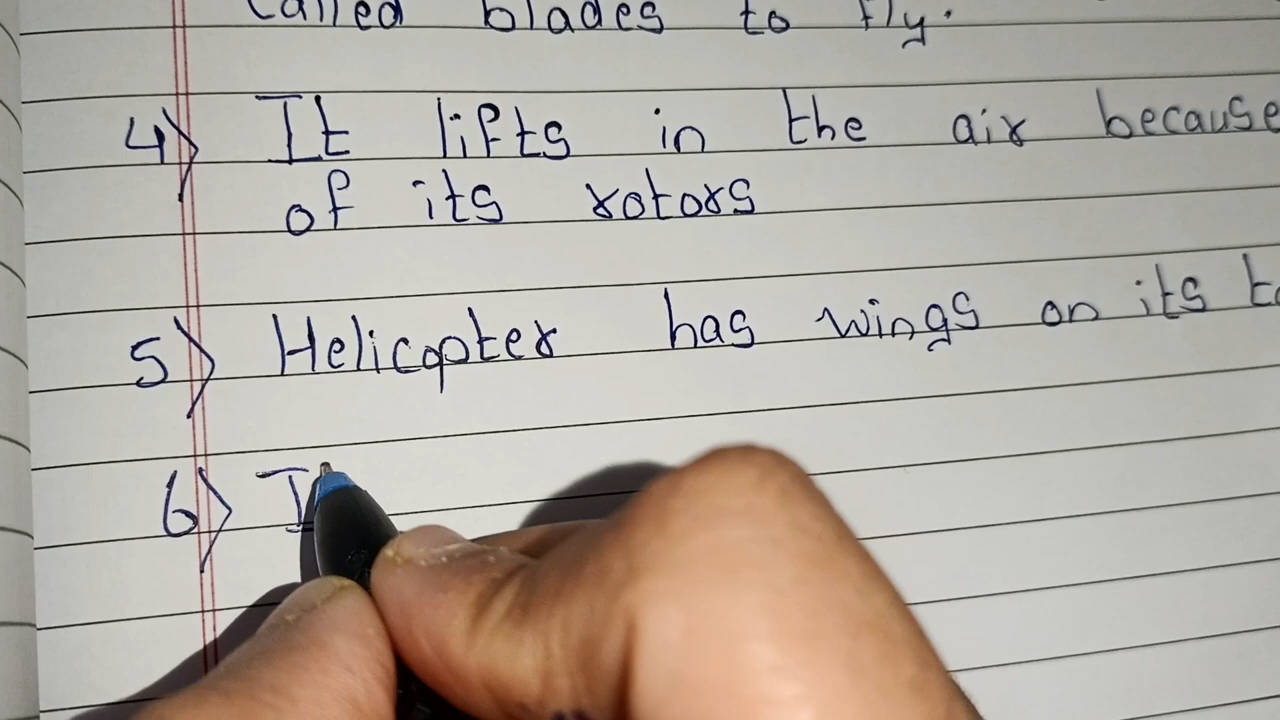 called blades to fly.
4) It lifts in the air because
of its rotors
5) Helicopter has wings on its
6) I